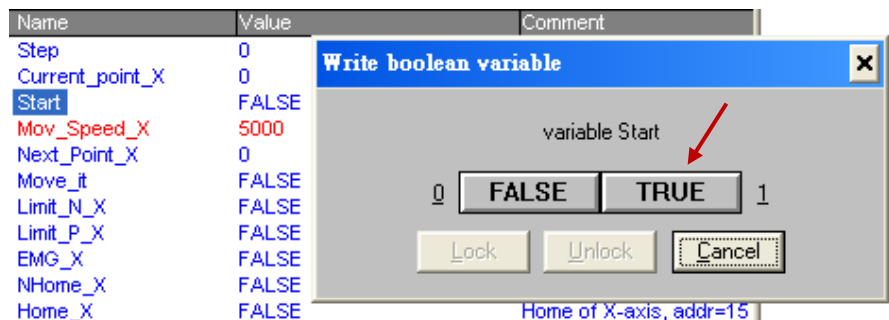 Name Value Comment
Step 0
Current_point_X 0
Start FALSE
Mov_Speed_X 5000
Next_Point_X 0
Move_it FALSE
Limit_N_X FALSE
Limit_P_X FALSE
EMG_X FALSE
NHome_X FALSE
Home_X FALSE Home of X-axis, addr=15
Write boolean variable
variable Start
0 FALSE TRUE 1
Lock Unlock Cancel